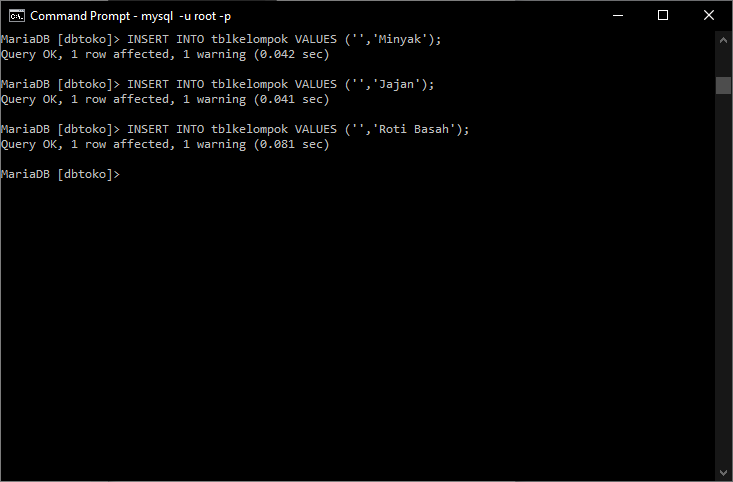 Command Prompt - mysql  -u root -p
MariaDB [dbtoko]> INSERT INTO tblkelompok VALUES ('','Minyak');
Query OK, 1 row affected, 1 warning (0.042 sec)
MariaDB [dbtoko]> INSERT INTO tblkelompok VALUES ('','Jajan');
Query OK, 1 row affected, 1 warning (0.041 sec)
MariaDB [dbtoko]> INSERT INTO tblkelompok VALUES ('','Roti Basah');
Query OK, 1 row affected, 1 warning (0.081 sec)
MariaDB [dbtoko]>